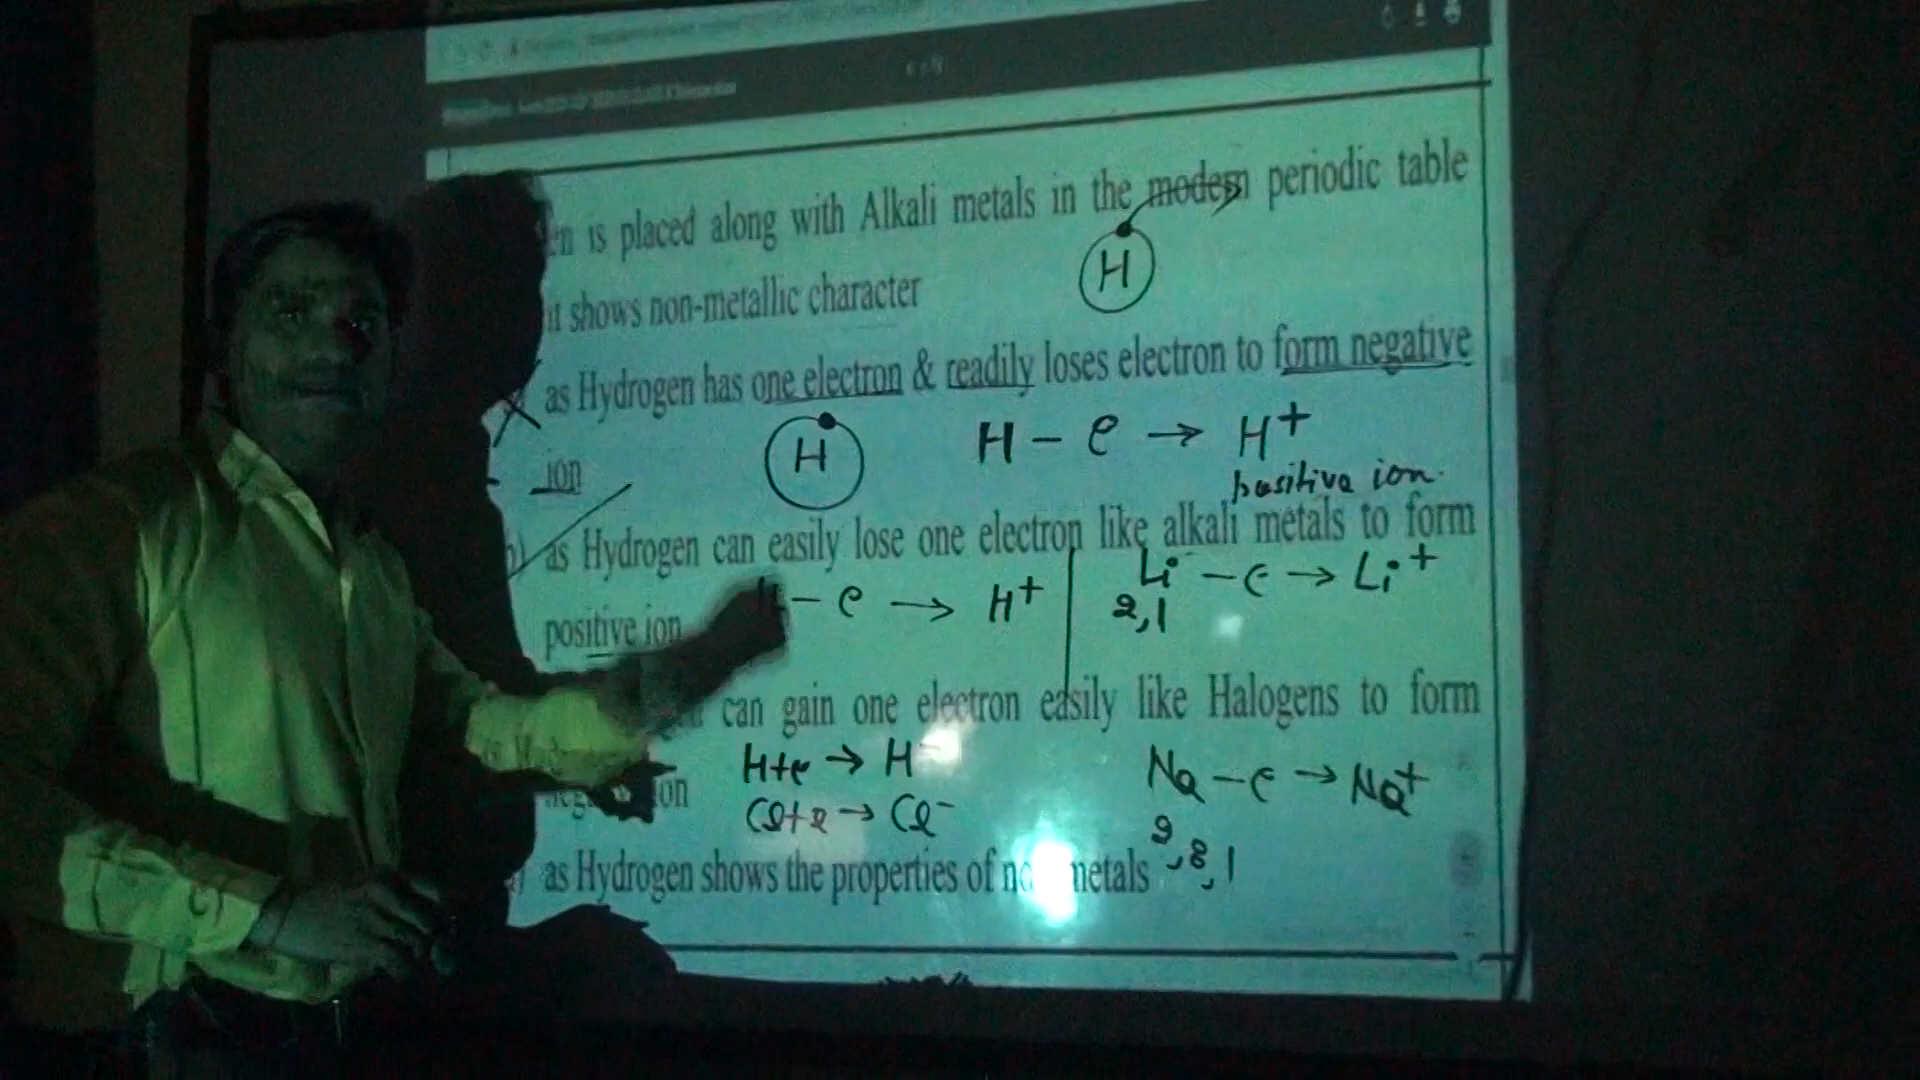 is placed along with Alkali metals in the modern periodic table
H
it shows non-metallic character
as Hydrogen has one electron & readily loses electron to form negative
ion
H H - e → H+
positive ion.
b) as Hydrogen can easily lose one electron like alkali metals to form
positive ion
- e → H+
Li - e → Li+
2,1
can gain one electron easily like Halogens to form
ion
H+e → H-
Cl+e → Cl-
Na - e → Na+
2,8,1
as Hydrogen shows the properties of metals